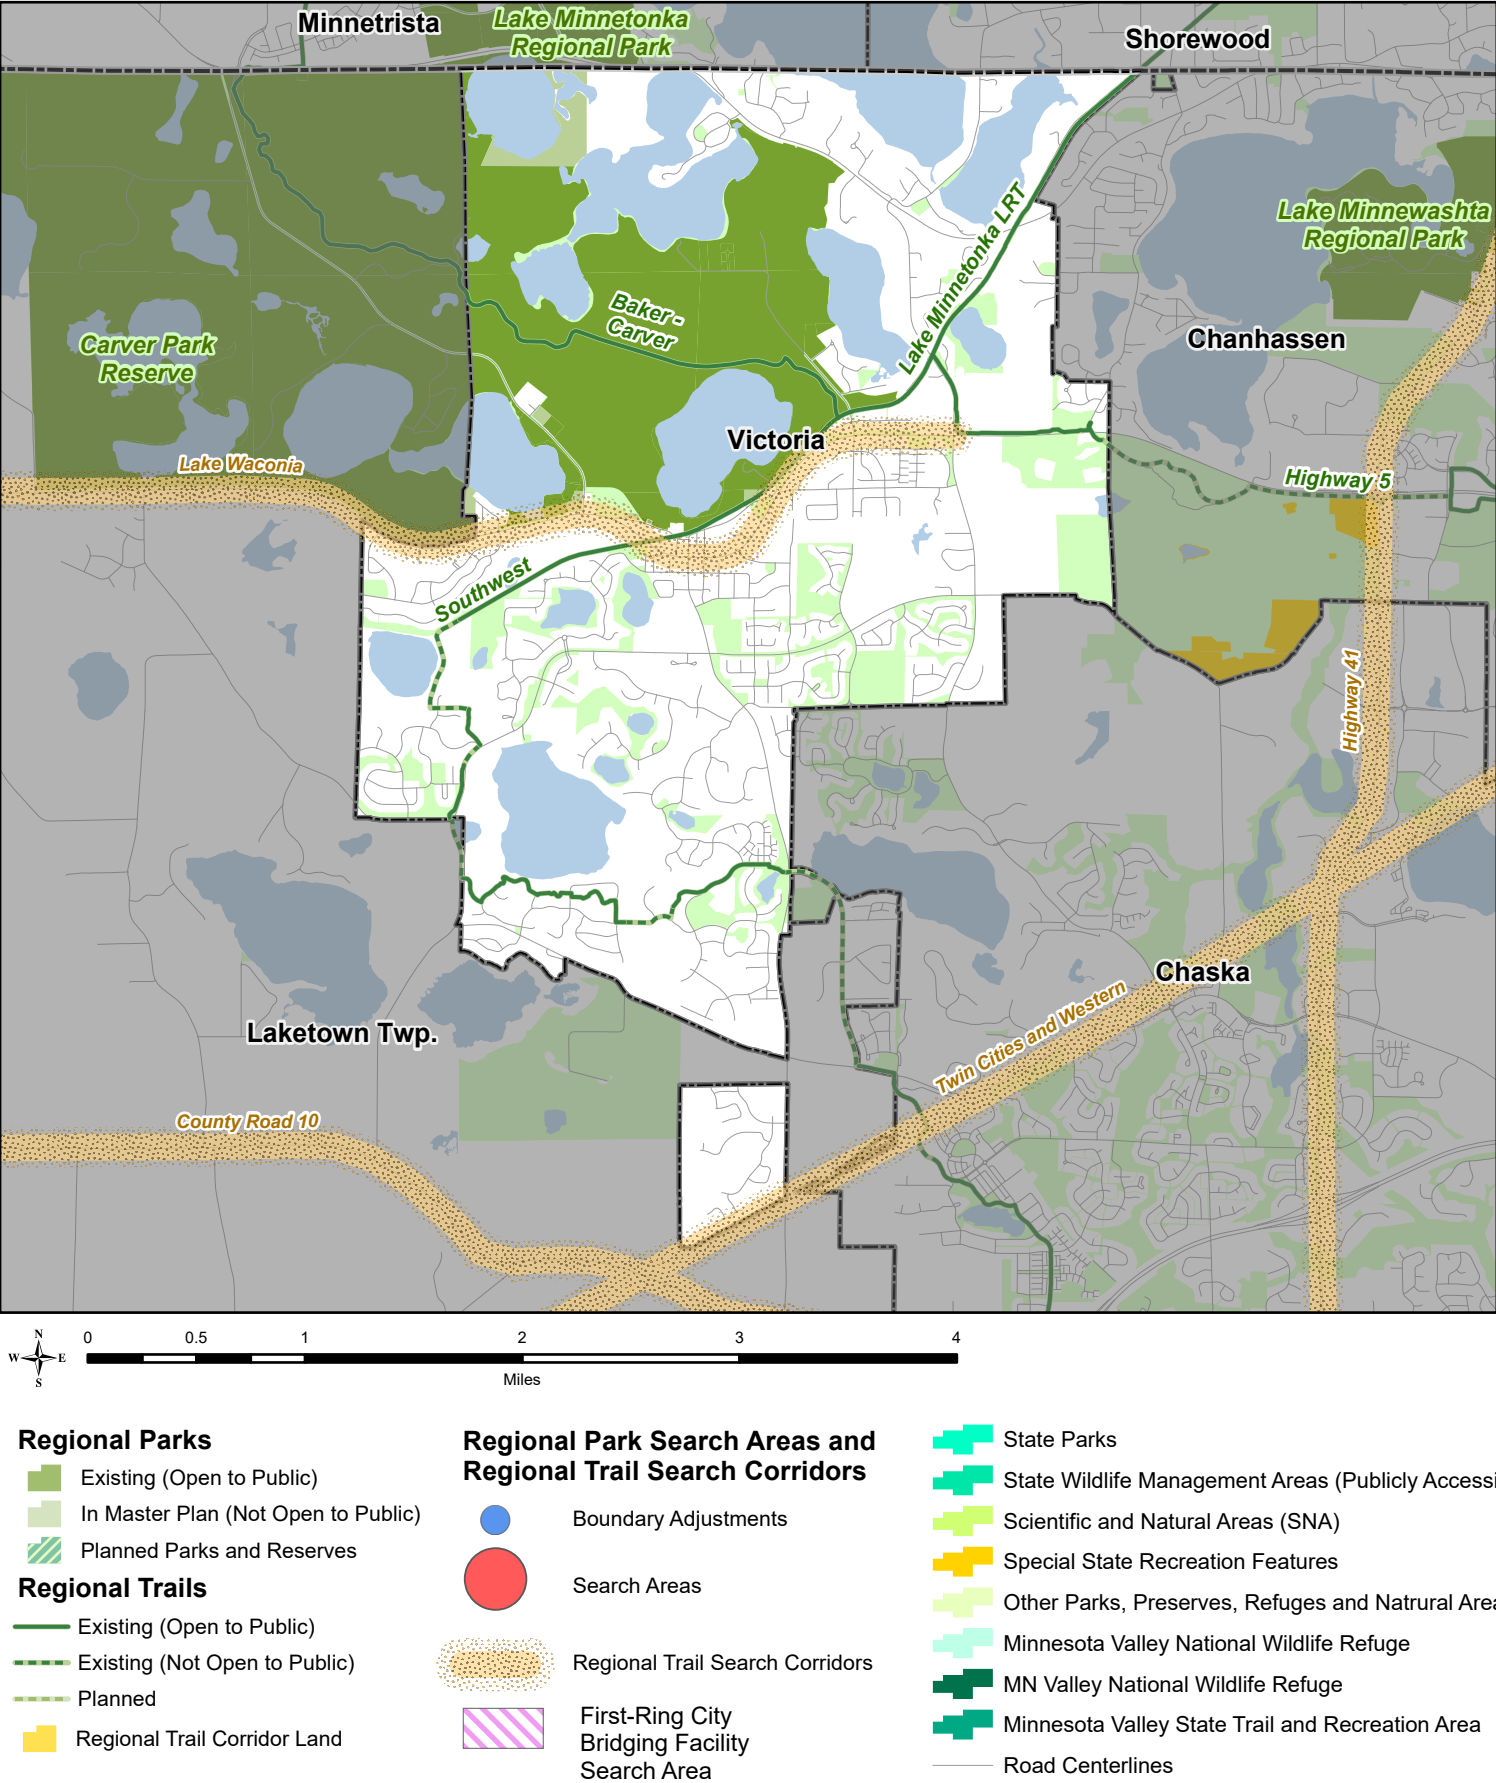 Minnetrista
Lake Minnetonka
Regional Park
Shorewood
Lake Minnewashta
Regional Park
Lake Minnetonka LRT
Baker -
Carver
Carver Park
Reserve
Chanhassen
Victoria
Lake Waconia
Highway 5
Southwest
Highway 41
Chaska
Twin Cities and Western
Laketown Twp.
County Road 10
N
W
E
S
0
0.5
1
2
3
4
Miles
Regional Parks
Existing (Open to Public)
In Master Plan (Not Open to Public)
Planned Parks and Reserves
Regional Trails
Existing (Open to Public)
Existing (Not Open to Public)
Planned
Regional Trail Corridor Land
Regional Park Search Areas and
Regional Trail Search Corridors
Boundary Adjustments
Search Areas
Regional Trail Search Corridors
First-Ring City
Bridging Facility
Search Area
State Parks
State Wildlife Management Areas (Publicly Accessi
Scientific and Natural Areas (SNA)
Special State Recreation Features
Other Parks, Preserves, Refuges and Natrural Area
Minnesota Valley National Wildlife Refuge
MN Valley National Wildlife Refuge
Minnesota Valley State Trail and Recreation Area
Road Centerlines